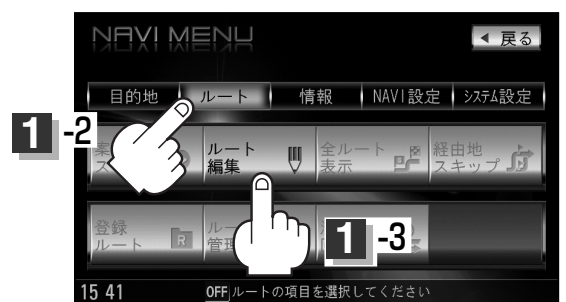 NAVI MENU
◀ 戻る
目的地 ルート 情報 NAVI設定 システム設定
1 -2
ルート
編集
全ルート
表示
経由地
スキップ
登録
ルート
R
1 -3
15 41 OFF ルートの項目を選択してください